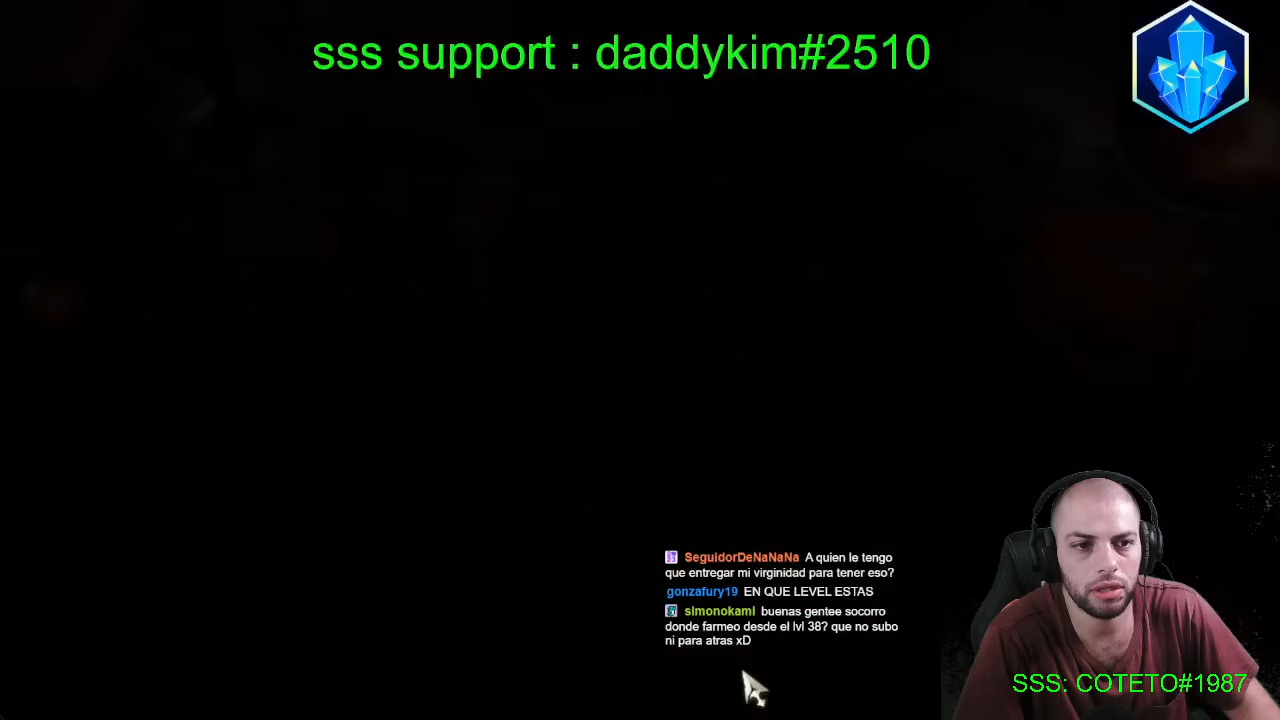 sss support : daddykim#2510
SeguidorDeNaNaNa A quien le tengo
que entregar mi virginidad para tener eso?
gonzafury19 EN QUE LEVEL ESTAS
simonokami buenas gentee socorro
donde farmeo desde el lvl 38? que no subo
ni para atras xD
SSS: COTETO#1987